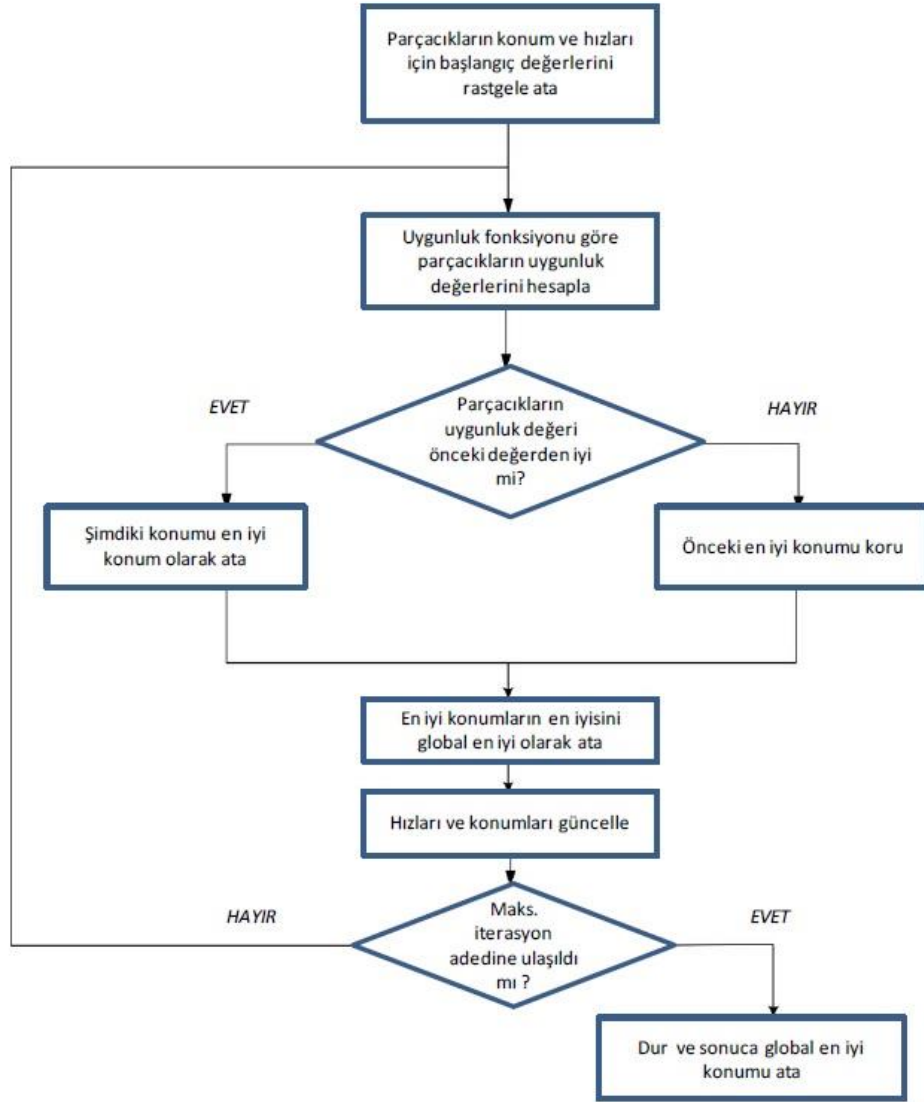 Parçacıkların konum ve hızları
için başlangıç değerlerini
rastgele ata
Uygunluk fonksiyonu göre
parçacıkların uygunluk
değerlerini hesapla
EVET
HAYIR
Parçacıkların
uygunluk değeri
önceki değerden iyi
mi?
Şimdiki konumu en iyi
konum olarak ata
Önceki en iyi konumu koru
En iyi konumların en iyisini
global en iyi olarak ata
Hızları ve konumları güncelle
HAYIR
EVET
Maks.
iterasyon
adedine ulaşıldı
mı ?
Dur ve sonuca global en iyi
konumu ata